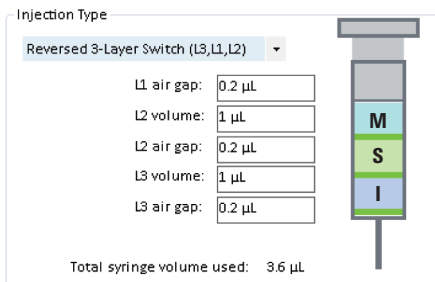 Injection Type
Reversed 3-Layer Switch (L3,L1,L2)
L1 air gap: 0.2 µL
L2 volume: 1 µL
L2 air gap: 0.2 µL
L3 volume: 1 µL
L3 air gap: 0.2 µL
Total syringe volume used: 3.6 µL
M
S
I